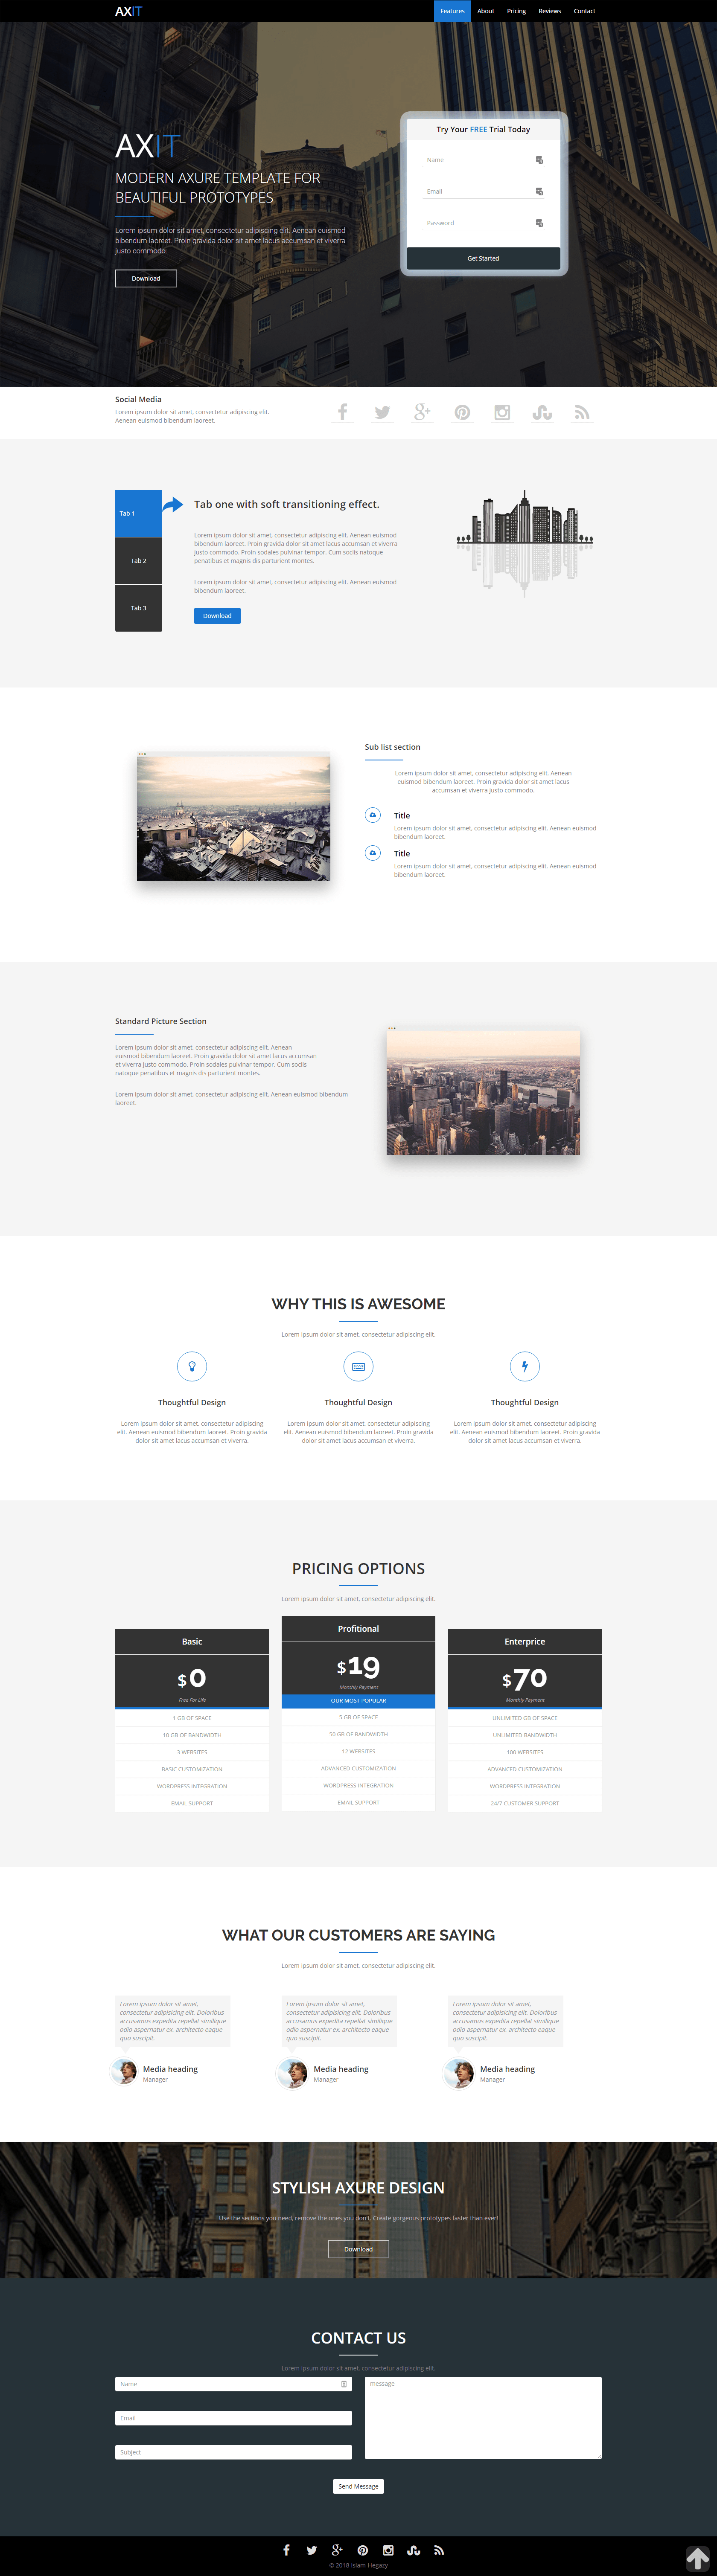 AXIT
Features About Pricing Reviews Contact
AXIT
MODERN AXURE TEMPLATE FOR
BEAUTIFUL PROTOTYPES
Lorem ipsum dolor sit amet, consectetur adipiscing elit. Aenean euismod
bibendum laoreet. Proin gravida dolor sit amet lacus accumsan et viverra
justo commodo.
Download
Try Your FREE Trial Today
Name
Email
Password
Get Started
Social Media
Lorem ipsum dolor sit amet, consectetur adipiscing elit.
Aenean euismod bibendum laoreet.
Tab 1
Tab 2
Tab 3
Tab one with soft transitioning effect.
Lorem ipsum dolor sit amet, consectetur adipiscing elit. Aenean euismod
bibendum laoreet. Proin gravida dolor sit amet lacus accumsan et viverra
justo commodo. Proin sodales pulvinar tempor. Cum sociis natoque
penatibus et magnis dis parturient montes.
Lorem ipsum dolor sit amet, consectetur adipiscing elit. Aenean euismod
bibendum laoreet.
Download
Sub list section
Lorem ipsum dolor sit amet, consectetur adipiscing elit. Aenean
euismod bibendum laoreet. Proin gravida dolor sit amet lacus
accumsan et viverra justo commodo.
Title
Lorem ipsum dolor sit amet, consectetur adipiscing elit. Aenean euismod
bibendum laoreet.
Title
Lorem ipsum dolor sit amet, consectetur adipiscing elit. Aenean euismod
bibendum laoreet.
Standard Picture Section
Lorem ipsum dolor sit amet, consectetur adipiscing elit. Aenean
euismod bibendum laoreet. Proin gravida dolor sit amet lacus accumsan
et viverra justo commodo. Proin sodales pulvinar tempor. Cum sociis
natoque penatibus et magnis dis parturient montes.
Lorem ipsum dolor sit amet, consectetur adipiscing elit. Aenean euismod bibendum
laoreet.
WHY THIS IS AWESOME
Lorem ipsum dolor sit amet, consectetur adipiscing elit.
Thoughtful Design
Lorem ipsum dolor sit amet, consectetur adipiscing
elit. Aenean euismod bibendum laoreet. Proin gravida
dolor sit amet lacus accumsan et viverra.
Thoughtful Design
Lorem ipsum dolor sit amet, consectetur adipiscing
elit. Aenean euismod bibendum laoreet. Proin gravida
dolor sit amet lacus accumsan et viverra.
Thoughtful Design
Lorem ipsum dolor sit amet, consectetur adipiscing
elit. Aenean euismod bibendum laoreet. Proin gravida
dolor sit amet lacus accumsan et viverra.
PRICING OPTIONS
Lorem ipsum dolor sit amet, consectetur adipiscing elit.
Basic
$0
Free For Life
1 GB OF SPACE
10 GB OF BANDWIDTH
3 WEBSITES
BASIC CUSTOMIZATION
WORDPRESS INTEGRATION
EMAIL SUPPORT
Profitional
$19
Monthly Payment
OUR MOST POPULAR
5 GB OF SPACE
50 GB OF BANDWIDTH
12 WEBSITES
ADVANCED CUSTOMIZATION
WORDPRESS INTEGRATION
EMAIL SUPPORT
Enterprice
$70
Monthly Payment
UNLIMITED GB OF SPACE
UNLIMITED BANDWIDTH
100 WEBSITES
ADVANCED CUSTOMIZATION
WORDPRESS INTEGRATION
24/7 CUSTOMER SUPPORT
WHAT OUR CUSTOMERS ARE SAYING
Lorem ipsum dolor sit amet, consectetur adipiscing elit.
Lorem ipsum dolor sit amet,
consectetur adipisicing elit. Doloribus
accusamus expedita repellat similique
odio aspernatur ex, architecto eaque
quo suscipit.
Media heading
Manager
Lorem ipsum dolor sit amet,
consectetur adipisicing elit. Doloribus
accusamus expedita repellat similique
odio aspernatur ex, architecto eaque
quo suscipit.
Media heading
Manager
Lorem ipsum dolor sit amet,
consectetur adipisicing elit. Doloribus
accusamus expedita repellat similique
odio aspernatur ex, architecto eaque
quo suscipit.
Media heading
Manager
STYLISH AXURE DESIGN
Use the sections you need, remove the ones you don't. Create gorgeous prototypes faster than ever!
Download
CONTACT US
Lorem ipsum dolor sit amet, consectetur adipiscing elit.
Name
Email
Subject
message
Send Message
© 2018 Islam-Hegazy